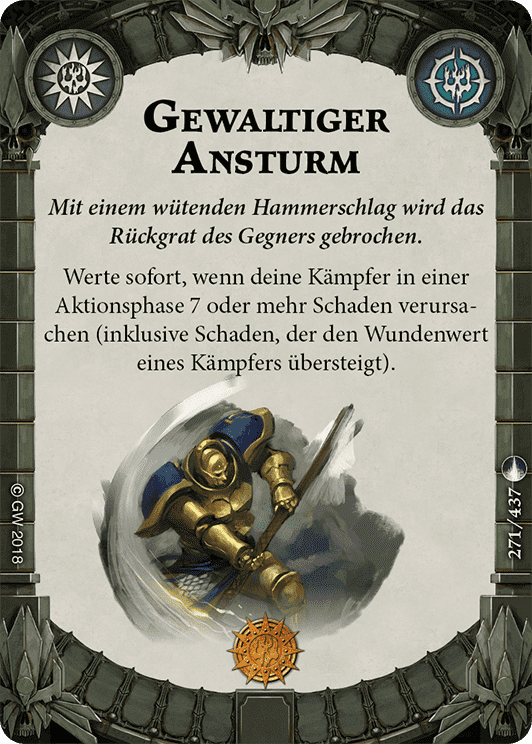 Gewaltiger
Ansturm
Mit einem wütenden Hammerschlag wird das
Rückgrat des Gegners gebrochen.
Werte sofort, wenn deine Kämpfer in einer
Aktionsphase 7 oder mehr Schaden verursa-
chen (inklusive Schaden, der den Wundenwert
eines Kämpfers übersteigt).
© GW 2018
271/437